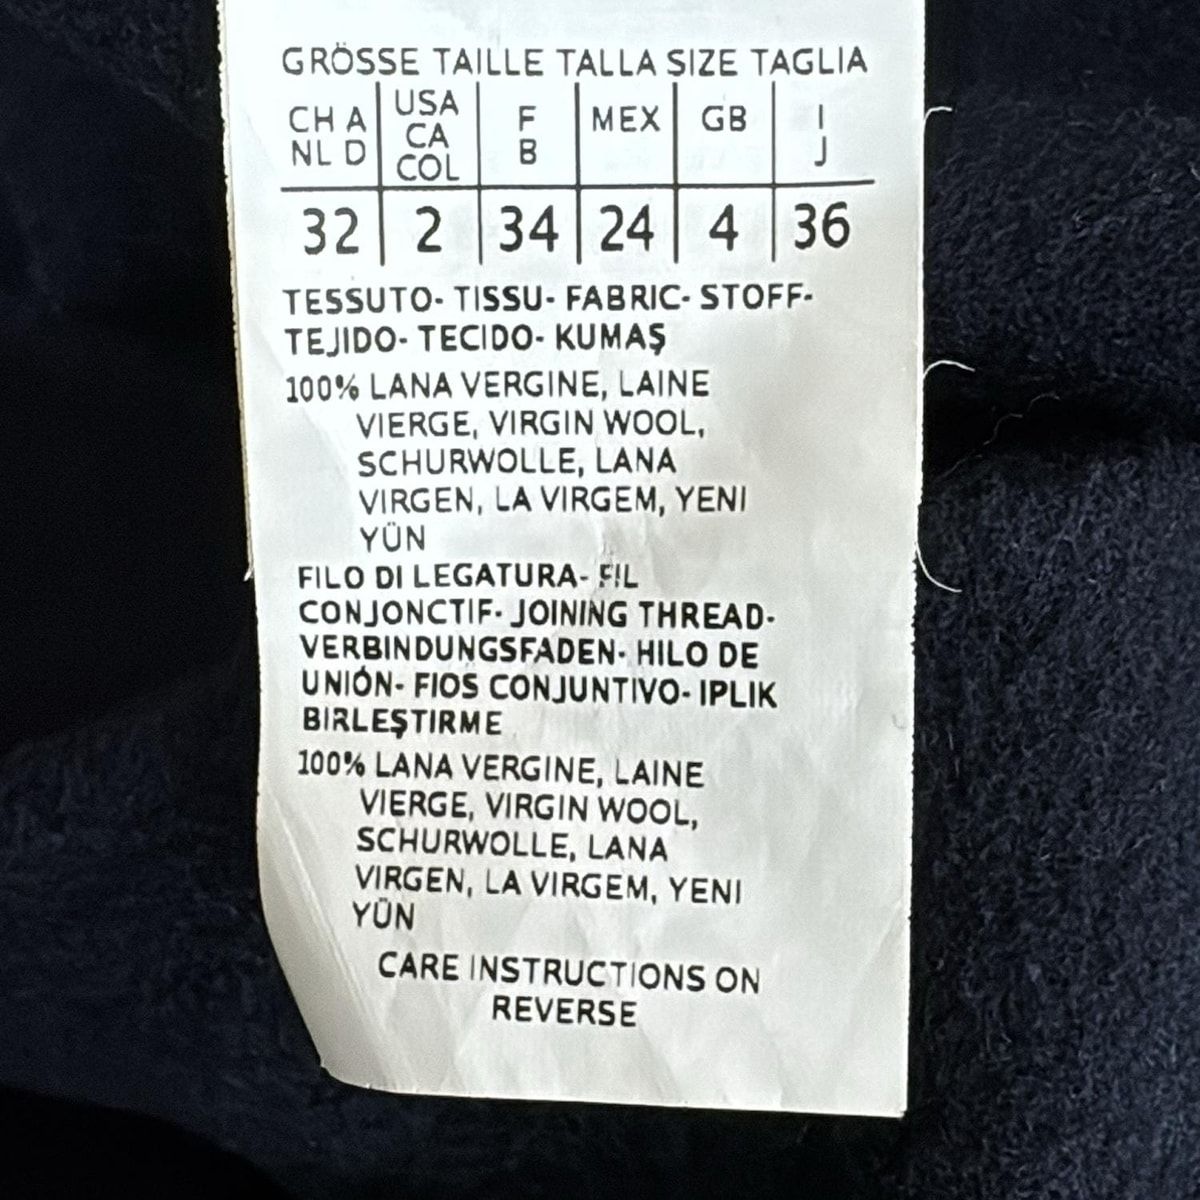 GRÖSSE TAILLE TALLA SIZE TAGLIA
CH A NL D | USA CA COL | F B | MEX | GB | I J
32 | 2 | 34 | 24 | 4 | 36
TESSUTO- TISSU- FABRIC- STOFF-
TEJIDO- TECIDO- KUMAŞ
100% LANA VERGINE, LAINE
VIERGE, VIRGIN WOOL,
SCHURWOLLE, LANA
VIRGEN, LA VIRGEM, YENI
YÜN
FILO DI LEGATURA- FIL
CONJONCTIF- JOINING THREAD-
VERBINDUNGSFADEN- HILO DE
UNIÓN- FIOS CONJUNTIVO- IPLIK
BIRLEŞTIRME
100% LANA VERGINE, LAINE
VIERGE, VIRGIN WOOL,
SCHURWOLLE, LANA
VIRGEN, LA VIRGEM, YENI
YÜN
CARE INSTRUCTIONS ON
REVERSE